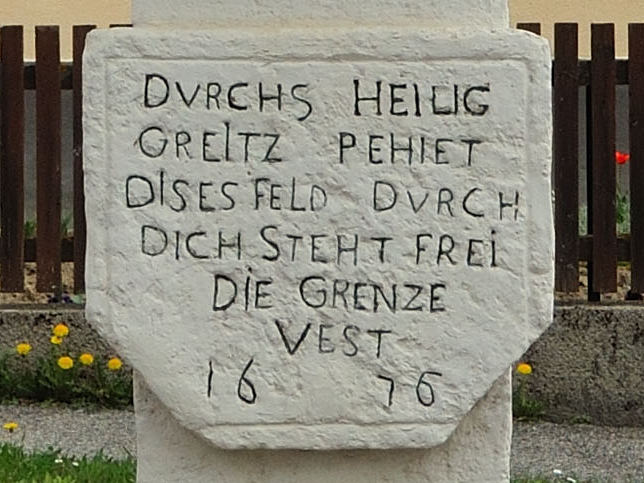 DVRCHS HEILIG
GREITZ PEHIET
DISES FELD DVRCH
DICH STEHT FREI
DIE GRENZE
VEST
16 76